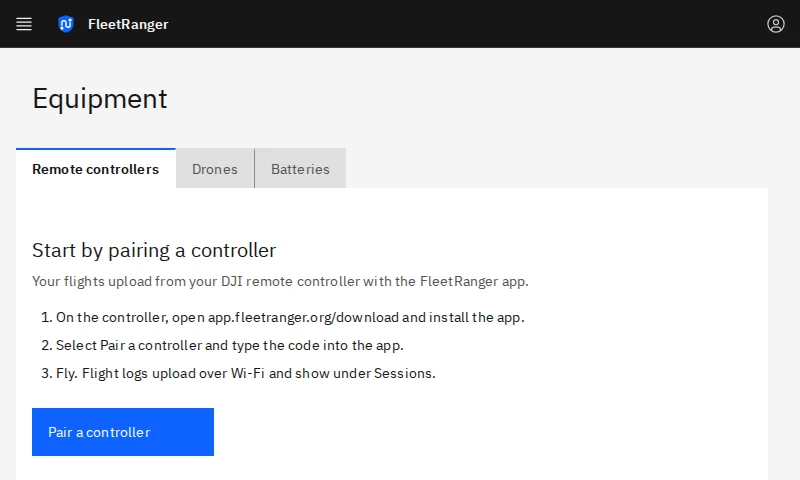 FleetRanger
Equipment
Remote controllers
Drones
Batteries
Start by pairing a controller
Your flights upload from your DJI remote controller with the FleetRanger app.
1. On the controller, open app.fleetranger.org/download and install the app.
2. Select Pair a controller and type the code into the app.
3. Fly. Flight logs upload over Wi-Fi and show under Sessions.
Pair a controller